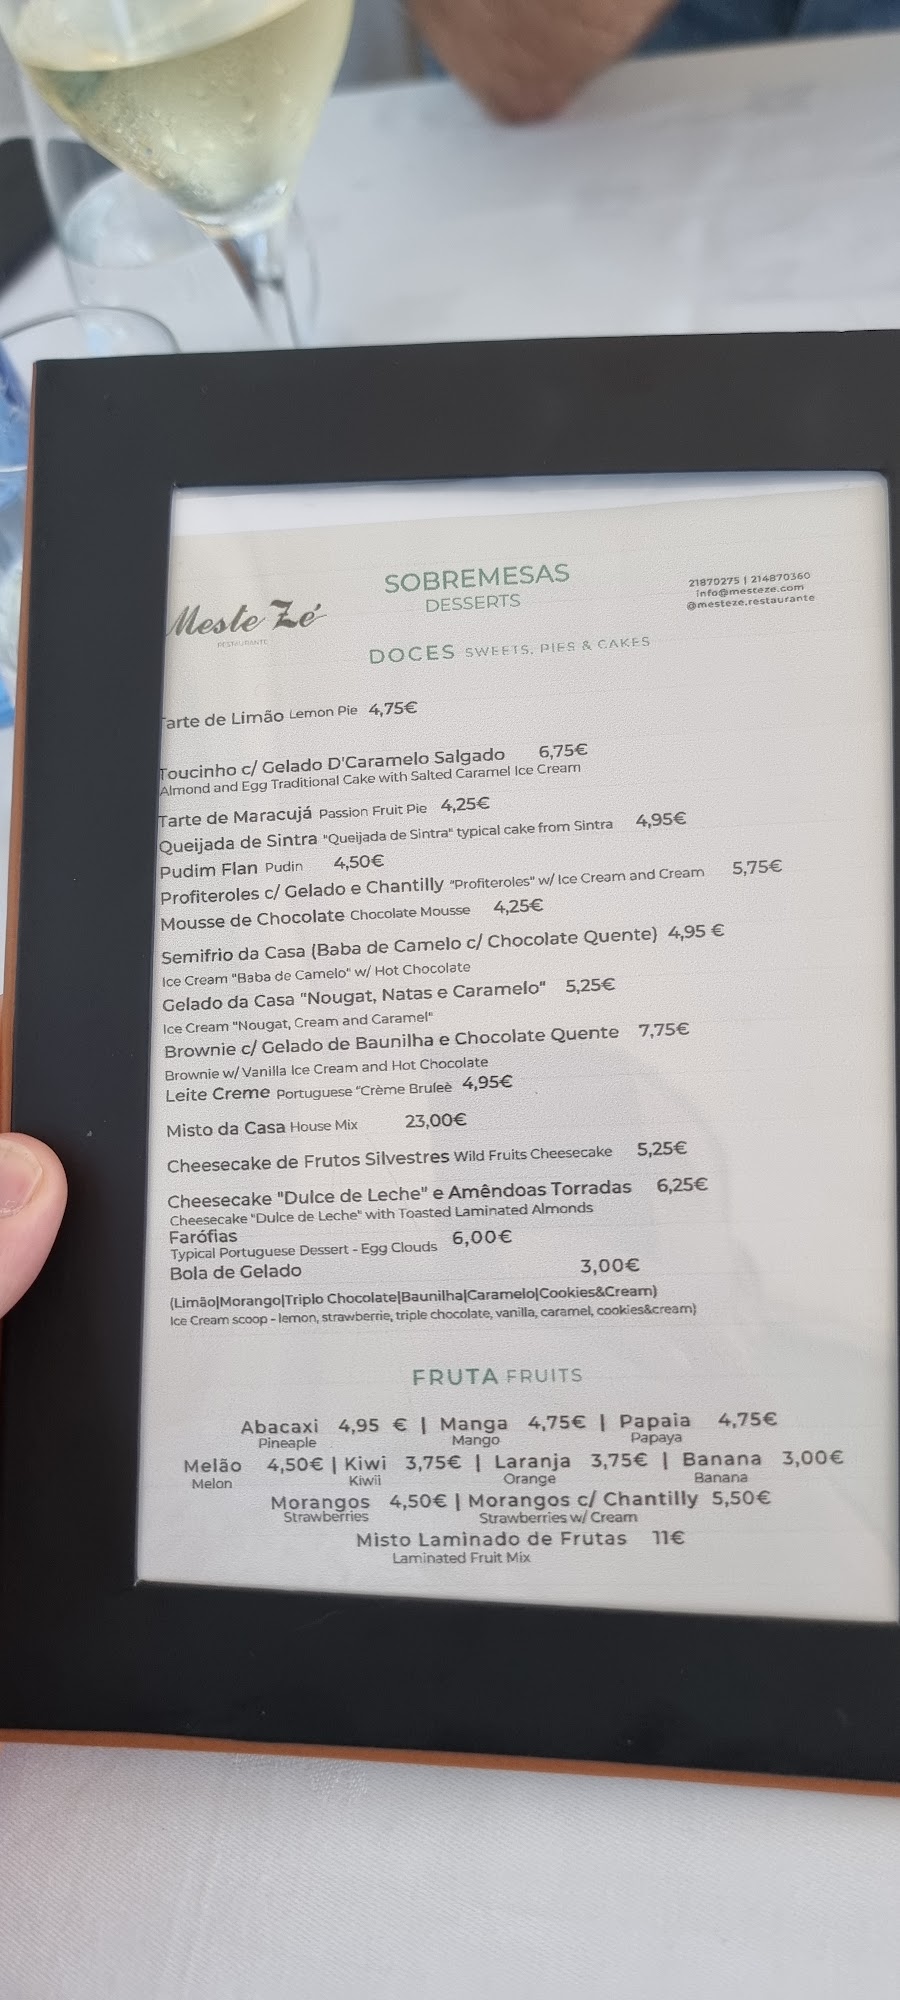 Meste Zé
RESTAURANTE
SOBREMESAS
DESSERTS
21870275 | 214870360
info@mesteze.com
@mesteze.restaurante
DOCES SWEETS, PIES & CAKES
Tarte de Limão Lemon Pie 4,75€
Toucinho c/ Gelado D'Caramelo Salgado 6,75€
Almond and Egg Traditional Cake with Salted Caramel Ice Cream
Tarte de Maracujá Passion Fruit Pie 4,25€
Queijada de Sintra "Queijada de Sintra" typical cake from Sintra 4,95€
Pudim Flan Pudin 4,50€
Profiteroles c/ Gelado e Chantilly "Profiteroles" w/ Ice Cream and Cream 5,75€
Mousse de Chocolate Chocolate Mousse 4,25€
Semifrio da Casa (Baba de Camelo c/ Chocolate Quente) 4,95 €
Ice Cream "Baba de Camelo" w/ Hot Chocolate
Gelado da Casa "Nougat, Natas e Caramelo" 5,25€
Ice Cream "Nougat, Cream and Caramel"
Brownie c/ Gelado de Baunilha e Chocolate Quente 7,75€
Brownie w/ Vanilla Ice Cream and Hot Chocolate
Leite Creme Portuguese "Crème Bruleè 4,95€
Misto da Casa House Mix 23,00€
Cheesecake de Frutos Silvestres Wild Fruits Cheesecake 5,25€
Cheesecake "Dulce de Leche" e Amêndoas Torradas 6,25€
Cheesecake "Dulce de Leche" with Toasted Laminated Almonds
Farófias 6,00€
Typical Portuguese Dessert - Egg Clouds
Bola de Gelado 3,00€
(Limão|Morango|Triplo Chocolate|Baunilha|Caramelo|Cookies&Cream)
Ice Cream scoop - lemon, strawberrie, triple chocolate, vanilla, caramel, cookies&cream)
FRUTA FRUITS
Abacaxi 4,95 € | Manga 4,75€ | Papaia 4,75€
Pineaple Mango Papaya
Melão 4,50€ | Kiwi 3,75€ | Laranja 3,75€ | Banana 3,00€
Melon Kiwii Orange Banana
Morangos 4,50€ | Morangos c/ Chantilly 5,50€
Strawberries Strawberries w/ Cream
Misto Laminado de Frutas 11€
Laminated Fruit Mix